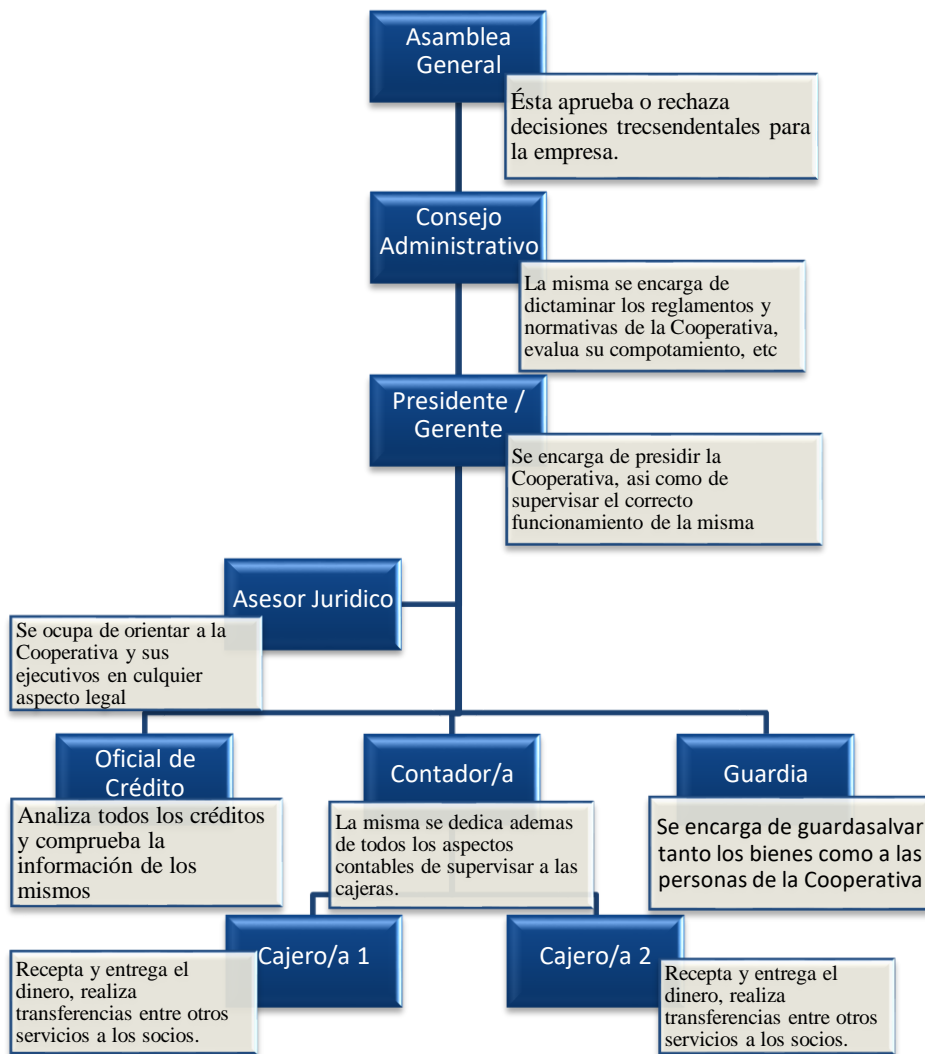 Asamblea
General
Ésta aprueba o rechaza
decisiones trecsendentales para
la empresa.
Consejo
Administrativo
La misma se encarga de
dictaminar los reglamentos y
normativas de la Cooperativa,
evalua su compotamiento, etc
Presidente /
Gerente
Se encarga de presidir la
Cooperativa, asi como de
supervisar el correcto
funcionamiento de la misma
Asesor Juridico
Se ocupa de orientar a la
Cooperativa y sus
ejecutivos en culquier
aspecto legal
Oficial de
Crédito
Analiza todos los créditos
y comprueba la
información de los
mismos
Contador/a
La misma se dedica ademas
de todos los aspectos
contables de supervisar a las
cajeras.
Guardia
Se encarga de guardasalvar
tanto los bienes como a las
personas de la Cooperativa
Cajero/a 1
Recepta y entrega el
dinero, realiza
transferencias entre otros
servicios a los socios.
Cajero/a 2
Recepta y entrega el
dinero, realiza
transferencias entre otros
servicios a los socios.